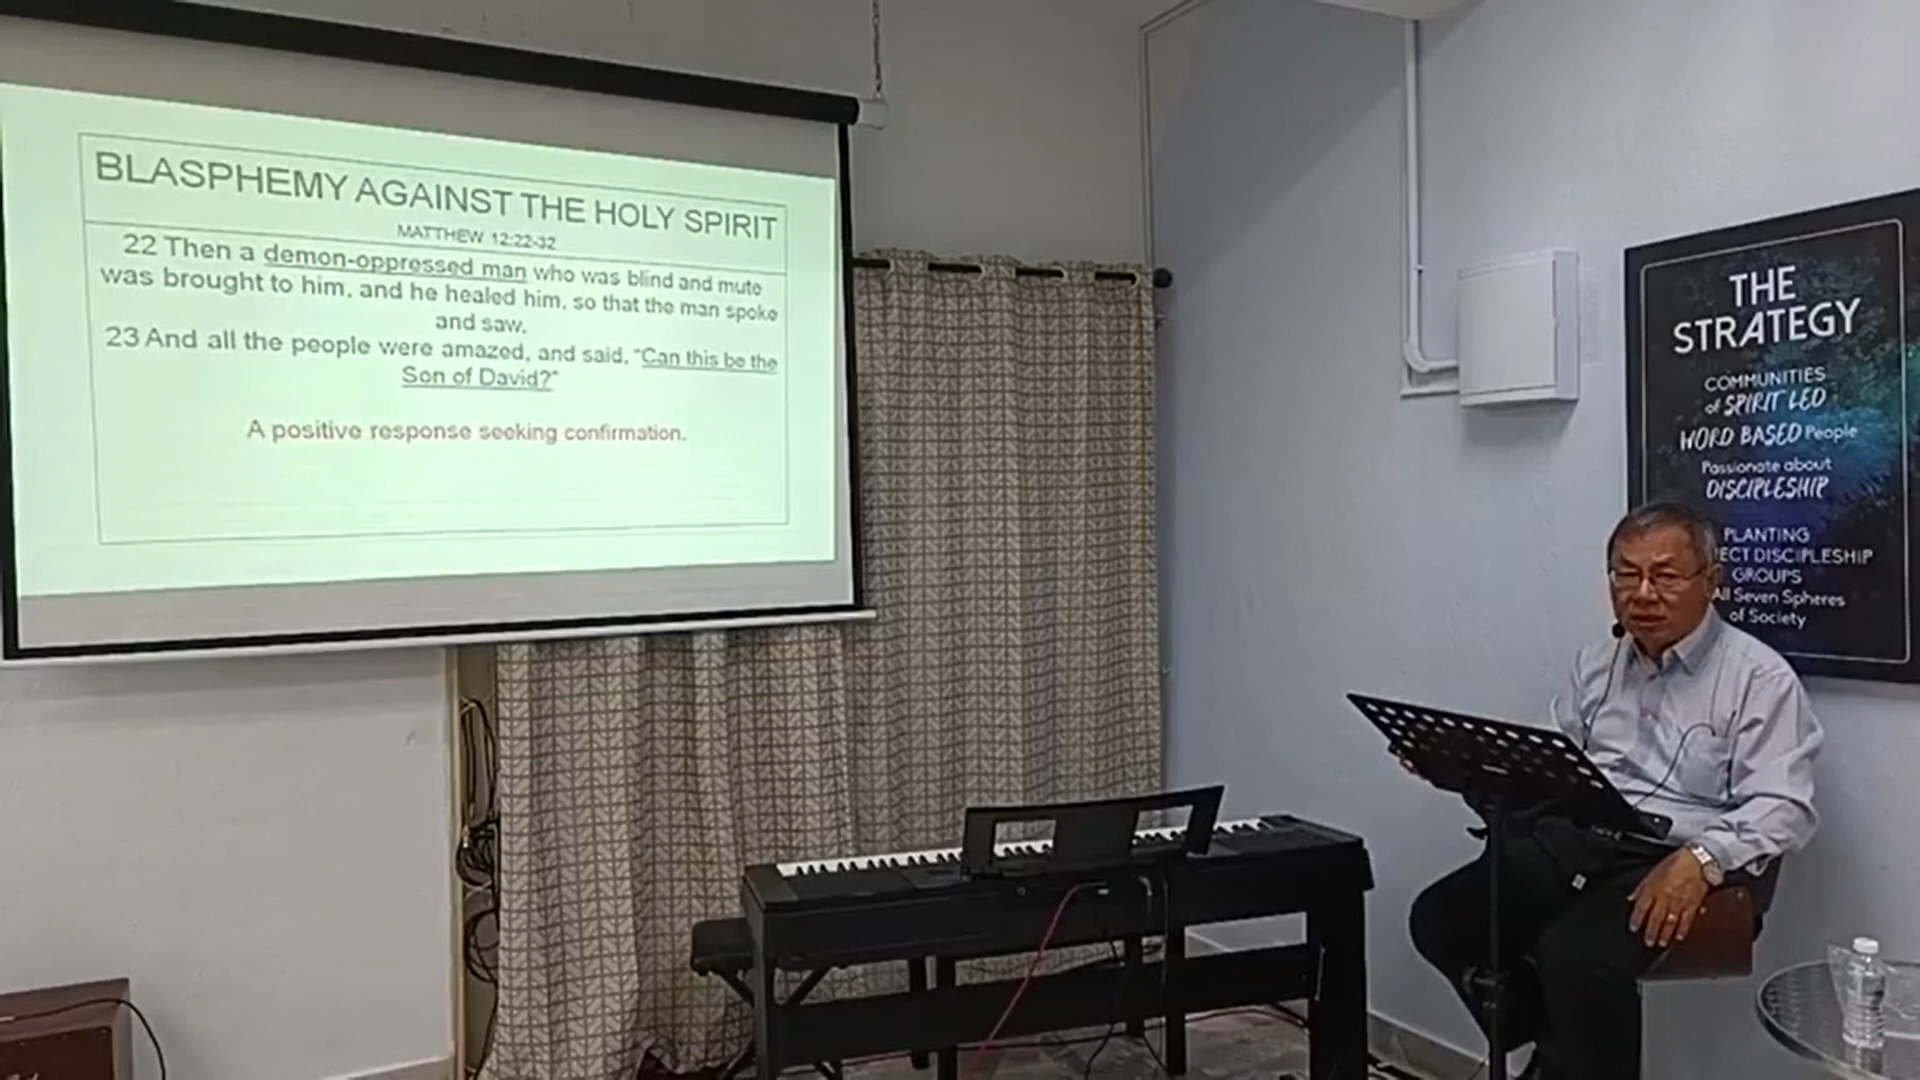 BLASPHEMY AGAINST THE HOLY SPIRIT
MATTHEW 12:22-32
22 Then a demon-oppressed man who was blind and mute
was brought to him, and he healed him, so that the man spoke
and saw.
23 And all the people were amazed, and said, "Can this be the
Son of David?"
A positive response seeking confirmation.
THE
STRATEGY
COMMUNITIES
of SPIRIT LED
WORD BASED People
Passionate about
DISCIPLESHIP
PLANTING
ECT DISCIPLESHIP
GROUPS
All Seven Spheres
of Society